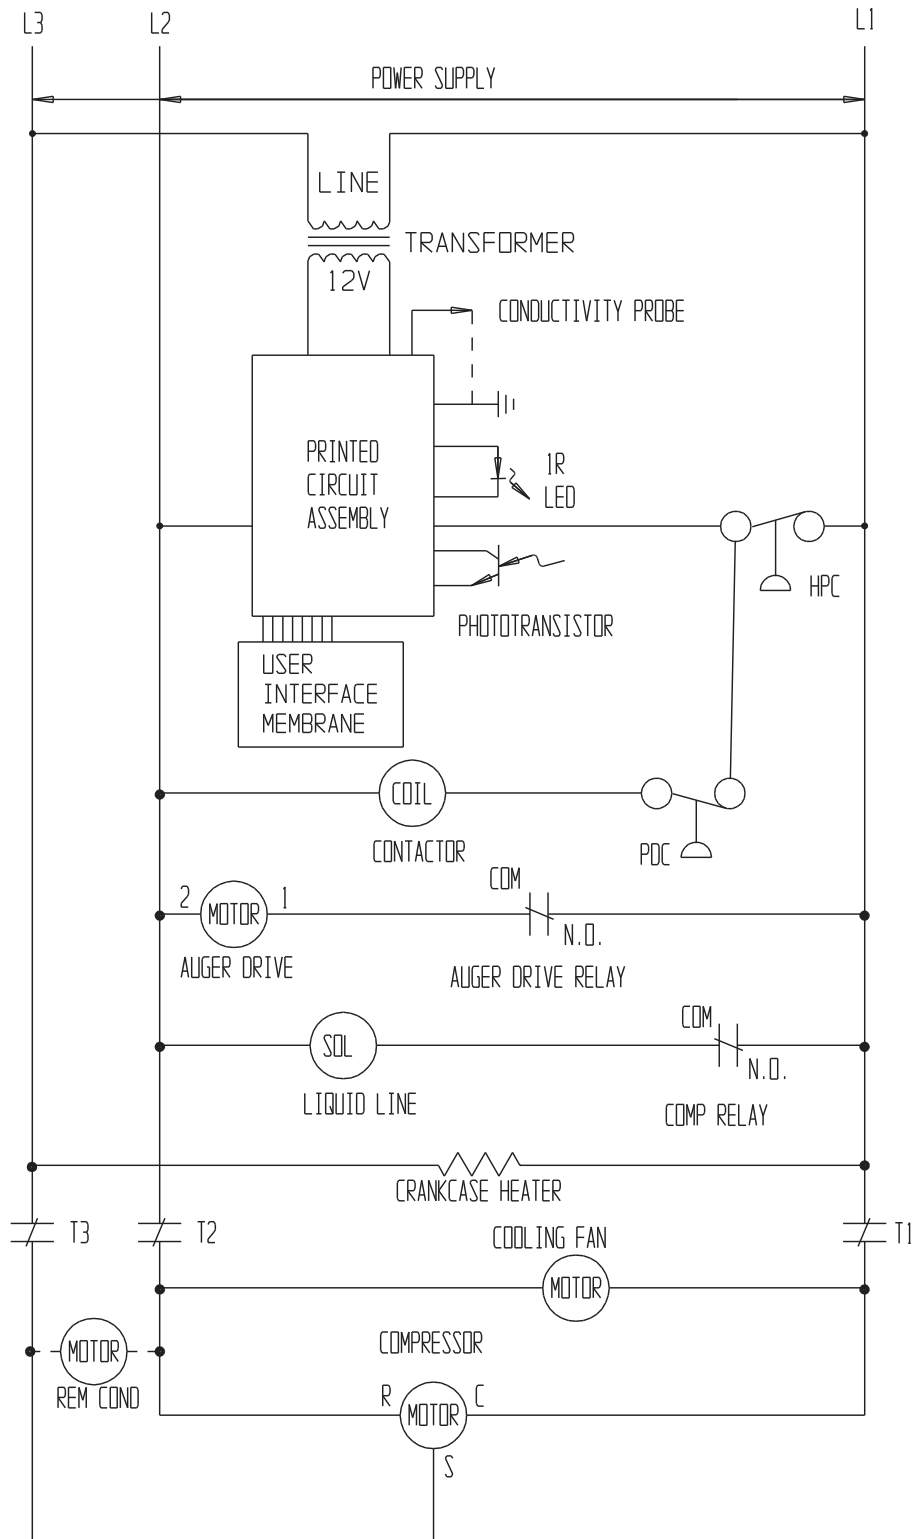 L3
L2
L1
POWER SUPPLY
LINE
TRANSFORMER
12V
CONDUCTIVITY PROBE
PRINTED
CIRCUIT
ASSEMBLY
1R
LED
HPC
PHOTOTRANSISTOR
USER
INTERFACE
MEMBRANE
COIL
CONTACTOR
PDC
2
MOTOR
1
COM
N.O.
AUGER DRIVE
AUGER DRIVE RELAY
SOL
COM
N.O.
LIQUID LINE
COMP RELAY
CRANKCASE HEATER
T3
T2
T1
COOLING FAN
MOTOR
COMPRESSOR
MOTOR
REM COND
R
MOTOR
C
S